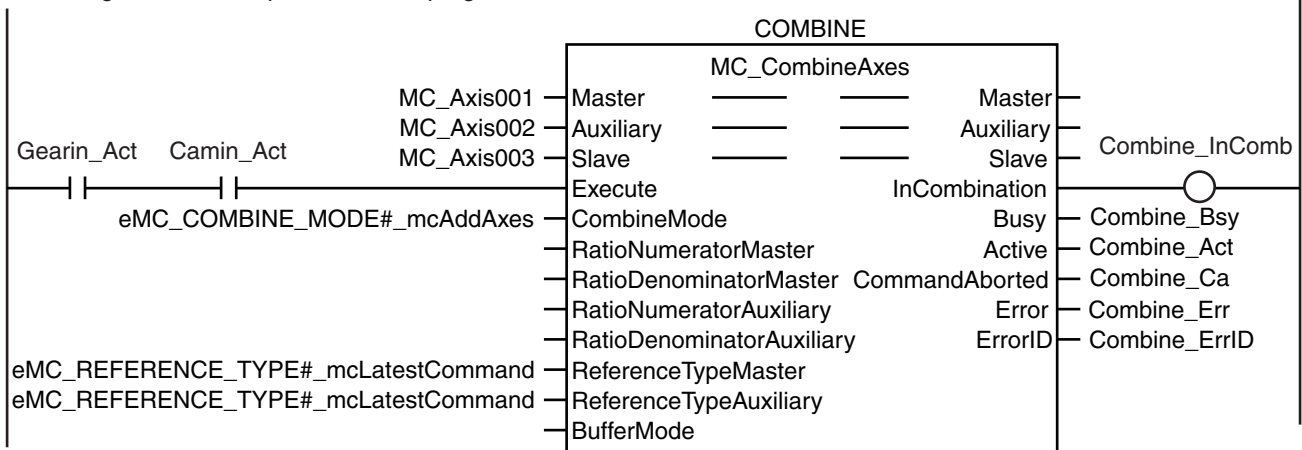 COMBINE
MC_CombineAxes
MC_Axis001 Master Master
MC_Axis002 Auxiliary Auxiliary
Gearin_Act Camin_Act MC_Axis003 Slave Slave Combine_InComb
Execute InCombination
eMC_COMBINE_MODE#_mcAddAxes CombineMode Busy Combine_Bsy
RatioNumeratorMaster Active Combine_Act
RatioDenominatorMaster CommandAborted Combine_Ca
RatioNumeratorAuxiliary Error Combine_Err
RatioDenominatorAuxiliary ErrorID Combine_ErrID
eMC_REFERENCE_TYPE#_mcLatestCommand ReferenceTypeMaster
eMC_REFERENCE_TYPE#_mcLatestCommand ReferenceTypeAuxiliary
BufferMode